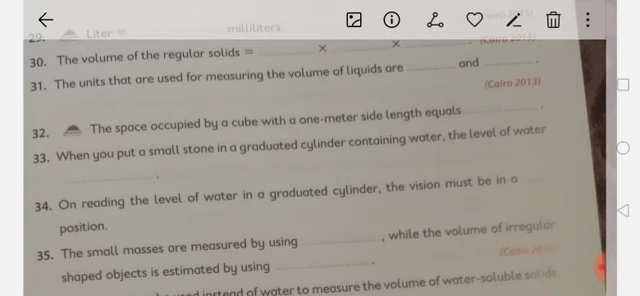 29. Liter = milliliters.
30. The volume of the regular solids = × ×
31. The units that are used for measuring the volume of liquids are and .
(Cairo 2013)
32. The space occupied by a cube with a one-meter side length equals .
33. When you put a small stone in a graduated cylinder containing water, the level of water
.
34. On reading the level of water in a graduated cylinder, the vision must be in a
position.
35. The small masses are measured by using , while the volume of irregular
shaped objects is estimated by using .
(Cairo
used instead of water to measure the volume of water-soluble solids.